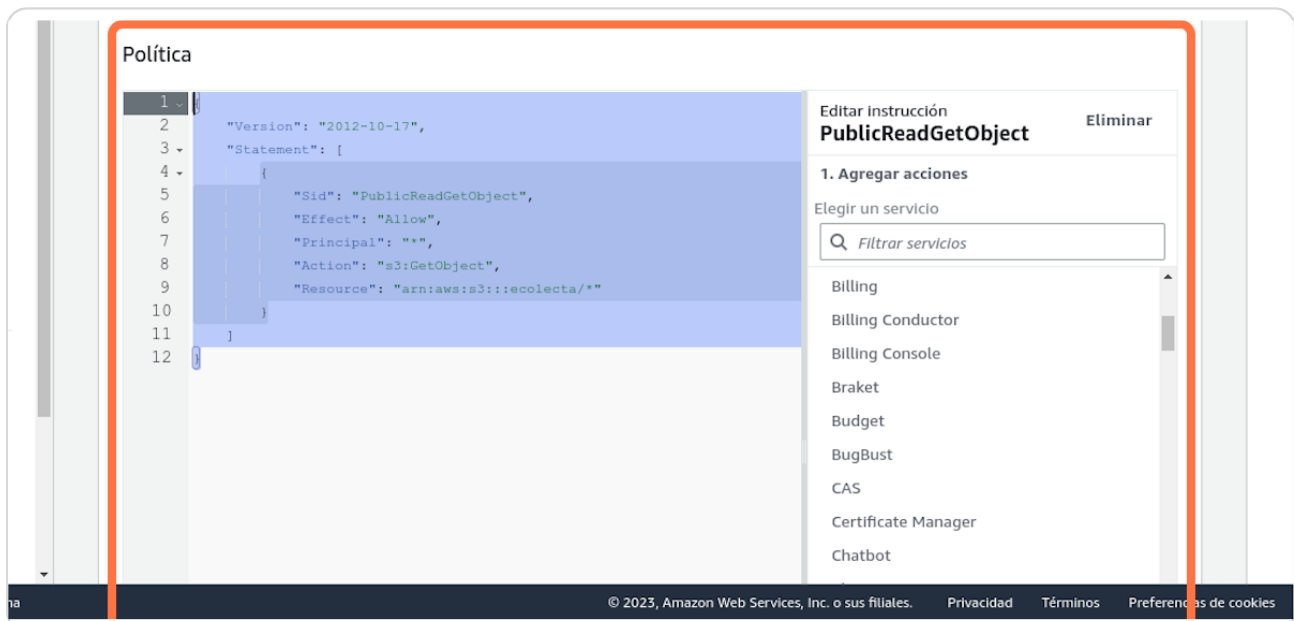 Política
1 {
2 "Version": "2012-10-17",
3 "Statement": [
4 {
5 "Sid": "PublicReadGetObject",
6 "Effect": "Allow",
7 "Principal": "*",
8 "Action": "s3:GetObject",
9 "Resource": "arn:aws:s3:::ecolecta/*"
10 }
11 ]
12 }
Editar instrucción
PublicReadGetObject
Eliminar
1. Agregar acciones
Elegir un servicio
Filtrar servicios
Billing
Billing Conductor
Billing Console
Braket
Budget
BugBust
CAS
Certificate Manager
Chatbot
na © 2023, Amazon Web Services, Inc. o sus filiales. Privacidad Términos Preferencias de cookies